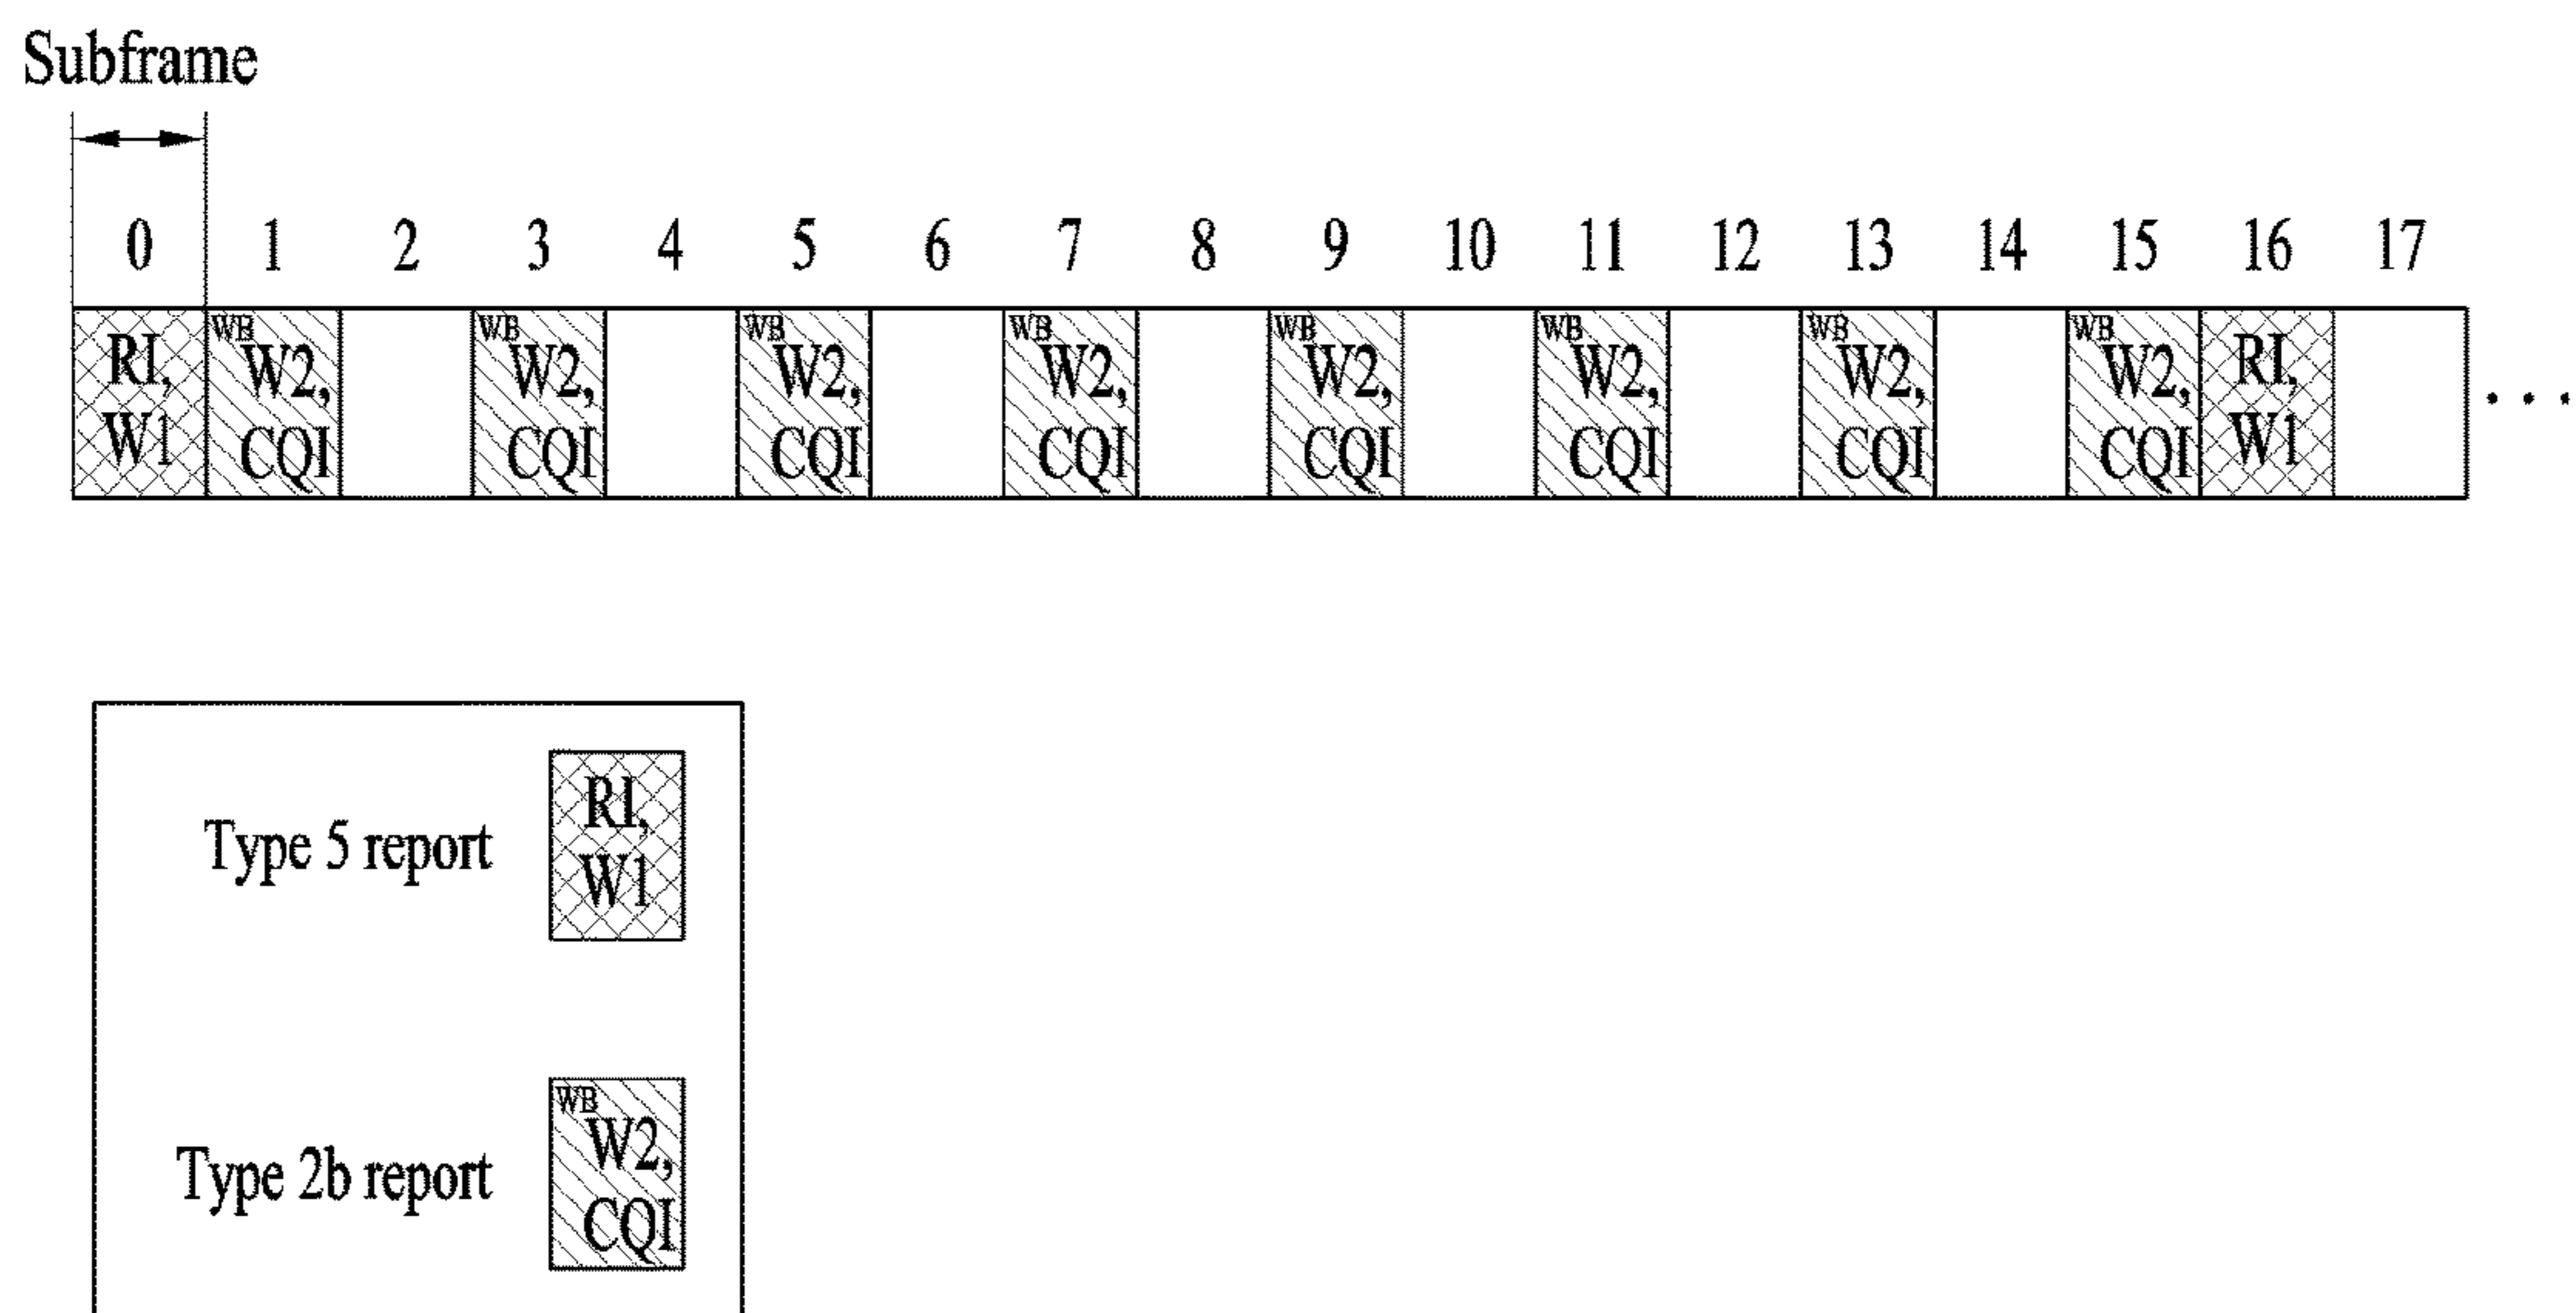 Subframe
0 1 2 3 4 5 6 7 8 9 10 11 12 13 14 15 16 17
WB WB WB WB WB WB WB WB
RI, W2, W2, W2, W2, W2, W2, W2, W2, RI,
W1 CQI CQI CQI CQI CQI CQI CQI CQI W1
. . .
Type 5 report
RI,
W1
Type 2b report
WB
W2,
CQI